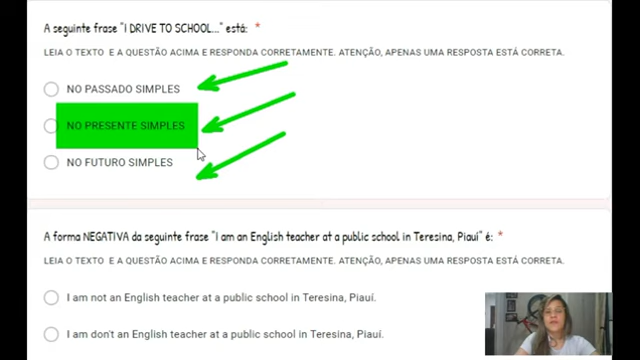 A seguinte frase "I DRIVE TO SCHOOL..." está: *
LEIA O TEXTO E A QUESTÃO ACIMA E RESPONDA CORRETAMENTE. ATENÇÃO, APENAS UMA RESPOSTA ESTÁ CORRETA.
NO PASSADO SIMPLES
NO PRESENTE SIMPLES
NO FUTURO SIMPLES
A forma NEGATIVA da seguinte frase "I am an English teacher at a public school in Teresina, Piauí" é: *
LEIA O TEXTO E A QUESTÃO ACIMA E RESPONDA CORRETAMENTE. ATENÇÃO, APENAS UMA RESPOSTA ESTÁ CORRETA.
I am not an English teacher at a public school in Teresina, Piauí.
I am don't an English teacher at a public school in Teresina, Piauí.